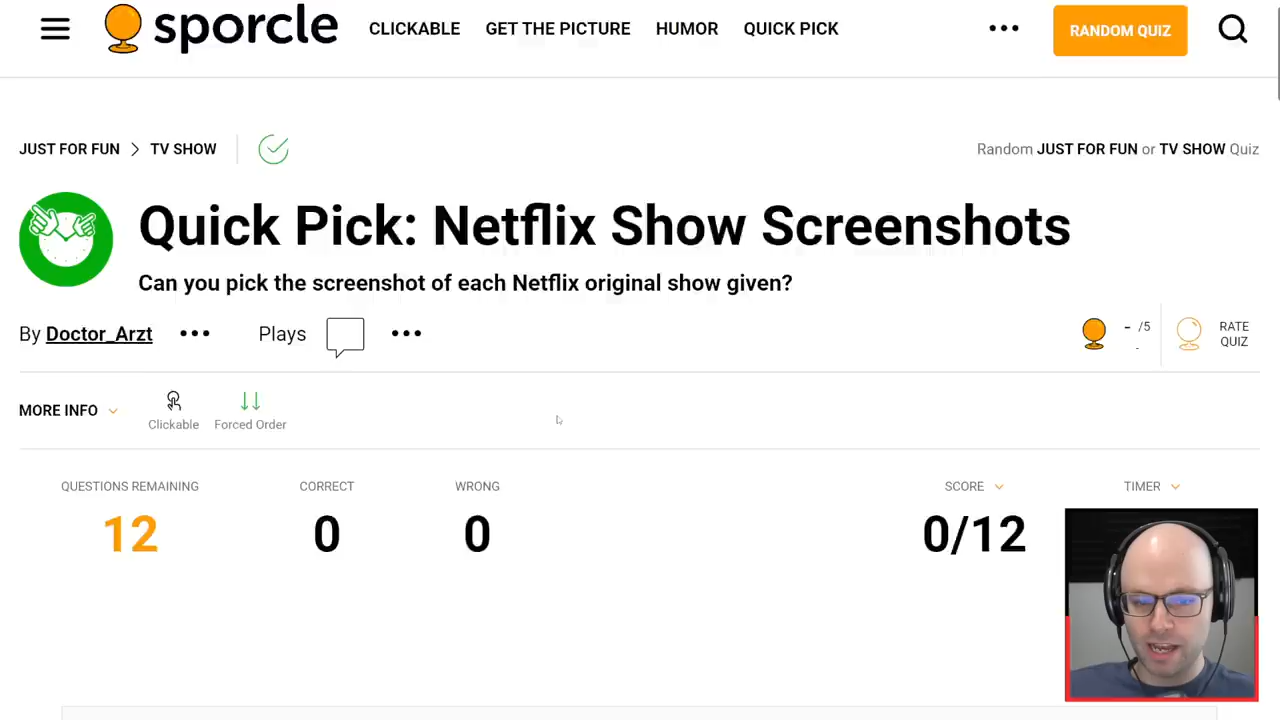 sporcle
CLICKABLE GET THE PICTURE HUMOR QUICK PICK
RANDOM QUIZ
JUST FOR FUN > TV SHOW
Random JUST FOR FUN or TV SHOW Quiz
Quick Pick: Netflix Show Screenshots
Can you pick the screenshot of each Netflix original show given?
By Doctor_Arzt ••• Plays •••
- /5
-
RATE
QUIZ
MORE INFO
Clickable
Forced Order
QUESTIONS REMAINING CORRECT WRONG SCORE TIMER
12 0 0 0/12